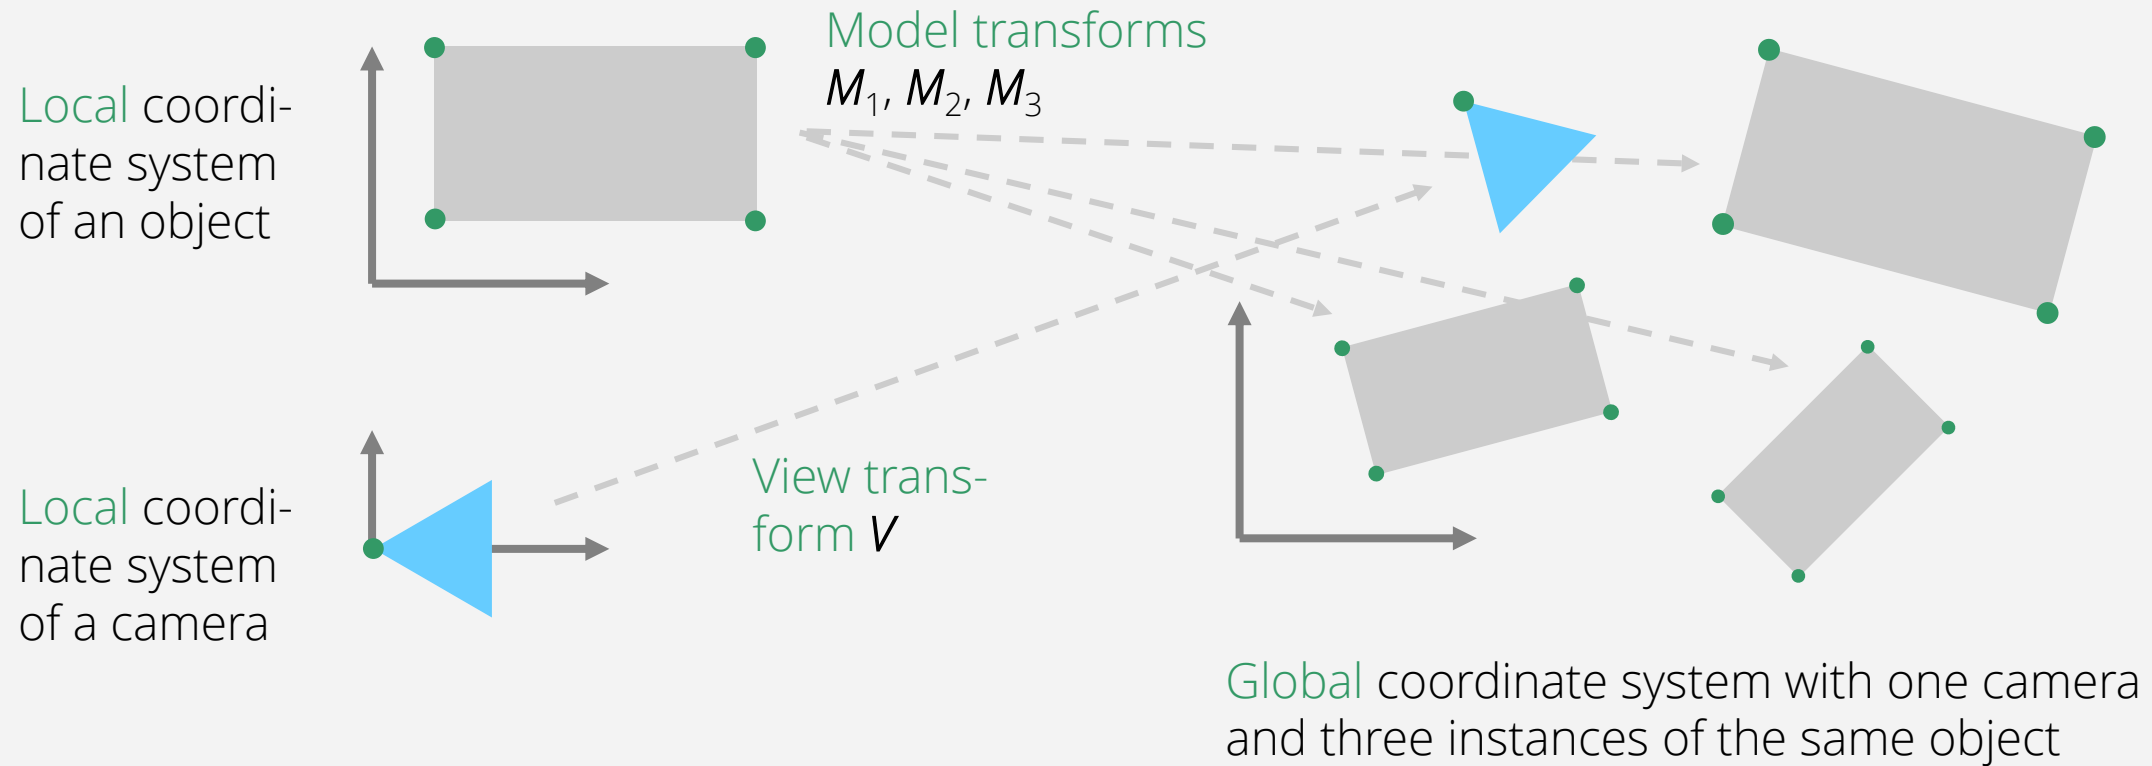 Local coordi-
nate system
of an object
Model transforms
M₁, M₂, M₃
Local coordi-
nate system
of a camera
View trans-
form V
Global coordinate system with one camera
and three instances of the same object